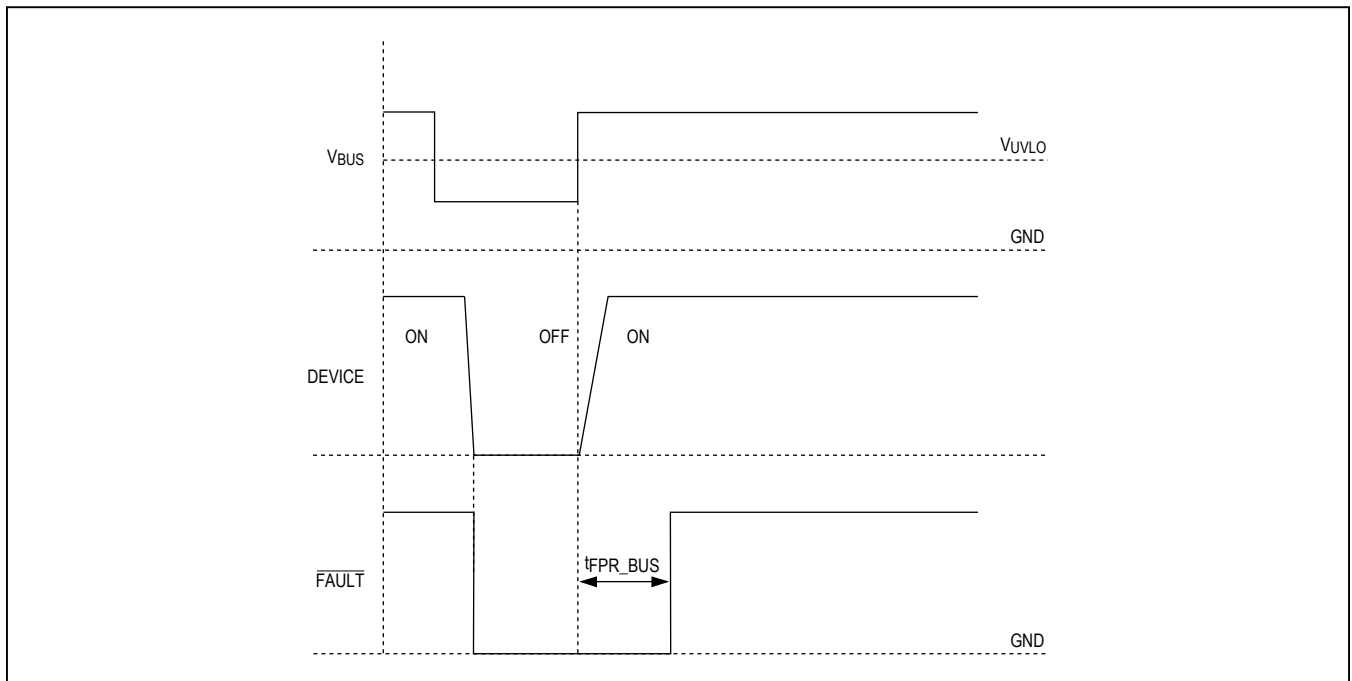 VBUS
VUVLO
GND
ON
OFF
ON
DEVICE
tFPR_BUS
FAULT
GND